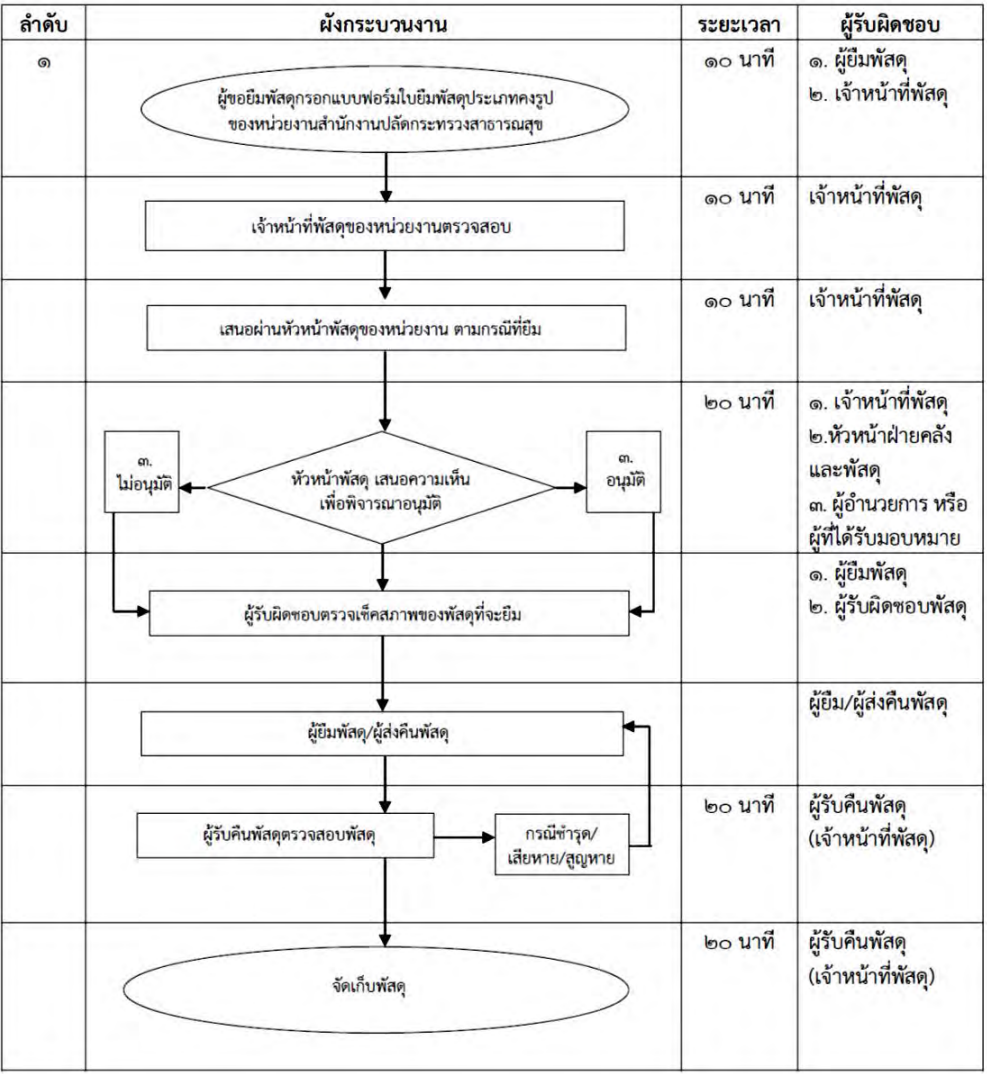 ลำดับ ผังกระบวนงาน ระยะเวลา ผู้รับผิดชอบ
๑
ผู้ขอยืมพัสดุกรอกแบบฟอร์มใบยืมพัสดุประเภทคงรูป
ของหน่วยงานสำนักงานปลัดกระทรวงสาธารณสุข
๑๐ นาที
๑. ผู้ยืมพัสดุ
๒. เจ้าหน้าที่พัสดุ
เจ้าหน้าที่พัสดุของหน่วยงานตรวจสอบ
๑๐ นาที
เจ้าหน้าที่พัสดุ
เสนอผ่านหัวหน้าพัสดุของหน่วยงาน ตามกรณีที่ยืม
๑๐ นาที
เจ้าหน้าที่พัสดุ
๓.
ไม่อนุมัติ
หัวหน้าพัสดุ เสนอความเห็น
เพื่อพิจารณาอนุมัติ
๓.
อนุมัติ
๒๐ นาที
๑. เจ้าหน้าที่พัสดุ
๒.หัวหน้าฝ่ายคลัง
และพัสดุ
๓. ผู้อำนวยการ หรือ
ผู้ที่ได้รับมอบหมาย
ผู้รับผิดชอบตรวจเช็คสภาพของพัสดุที่จะยืม
๑. ผู้ยืมพัสดุ
๒. ผู้รับผิดชอบพัสดุ
ผู้ยืมพัสดุ/ผู้ส่งคืนพัสดุ
ผู้ยืม/ผู้ส่งคืนพัสดุ
ผู้รับคืนพัสดุตรวจสอบพัสดุ
กรณีชำรุด/
เสียหาย/สูญหาย
๒๐ นาที
ผู้รับคืนพัสดุ
(เจ้าหน้าที่พัสดุ)
จัดเก็บพัสดุ
๒๐ นาที
ผู้รับคืนพัสดุ
(เจ้าหน้าที่พัสดุ)